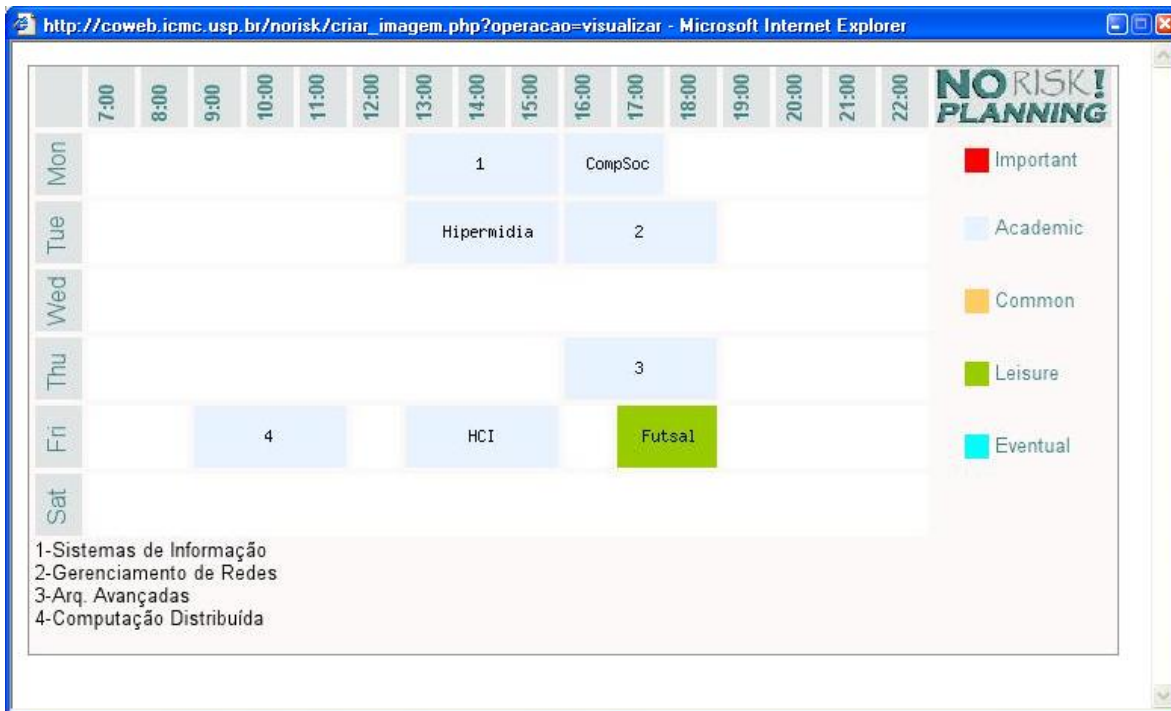 http://coweb.icmc.usp.br/norisk/criar_imagem.php?operacao=visualizar - Microsoft Internet Explorer
7:00 8:00 9:00 10:00 11:00 12:00 13:00 14:00 15:00 16:00 17:00 18:00 19:00 20:00 21:00 22:00
NO RISK!
PLANNING
Mon 1 CompSoc
Important
Tue Hipermidia 2
Academic
Wed
Common
Thu 3
Leisure
Fri 4 HCI Futsal
Eventual
Sat
1-Sistemas de Informação
2-Gerenciamento de Redes
3-Arq. Avançadas
4-Computação Distribuída